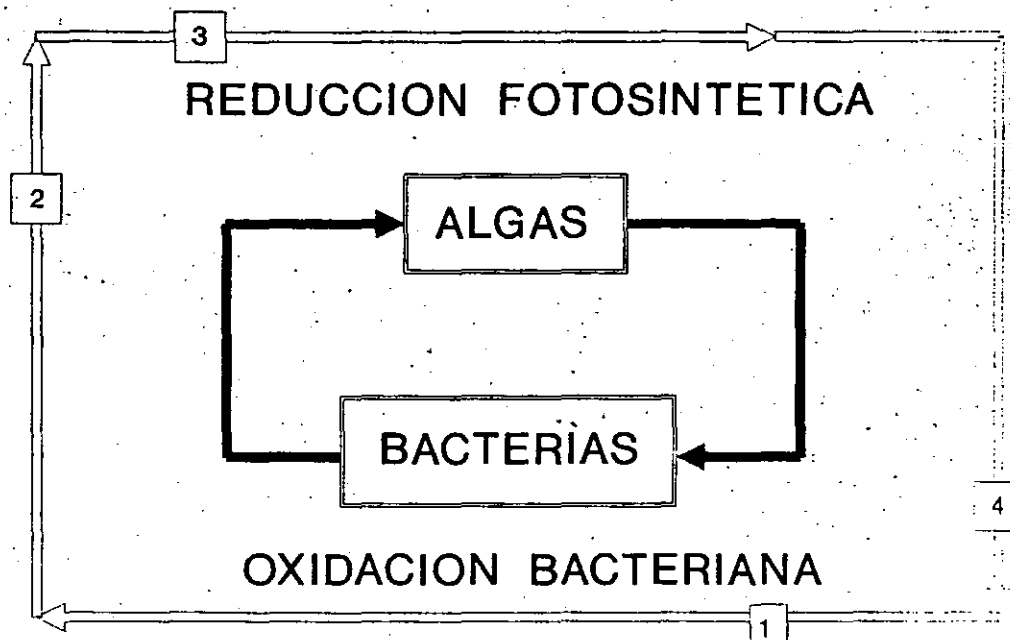 3
REDUCCION FOTOSINTETICA
2
ALGAS
BACTERIAS
4
OXIDACION BACTERIANA
1